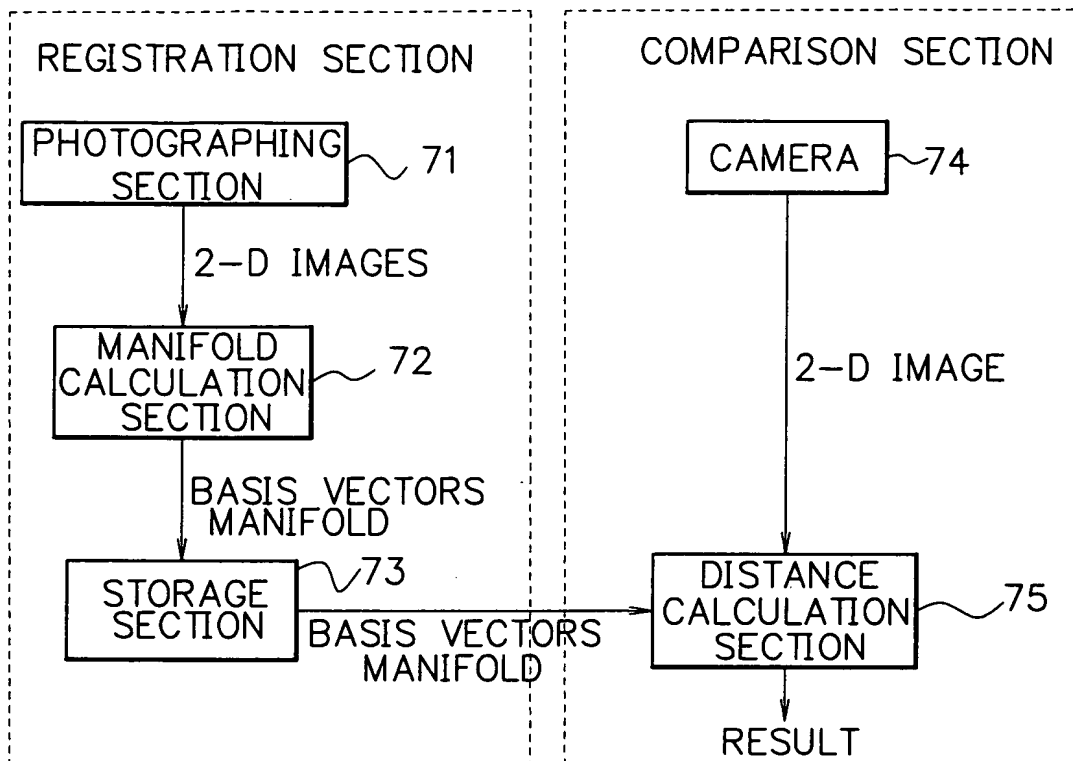 REGISTRATION SECTION
PHOTOGRAPHING
SECTION
71
2-D IMAGES
MANIFOLD
CALCULATION
SECTION
72
BASIS VECTORS
MANIFOLD
STORAGE
SECTION
73
BASIS VECTORS
MANIFOLD
COMPARISON SECTION
CAMERA
74
2-D IMAGE
DISTANCE
CALCULATION
SECTION
75
RESULT